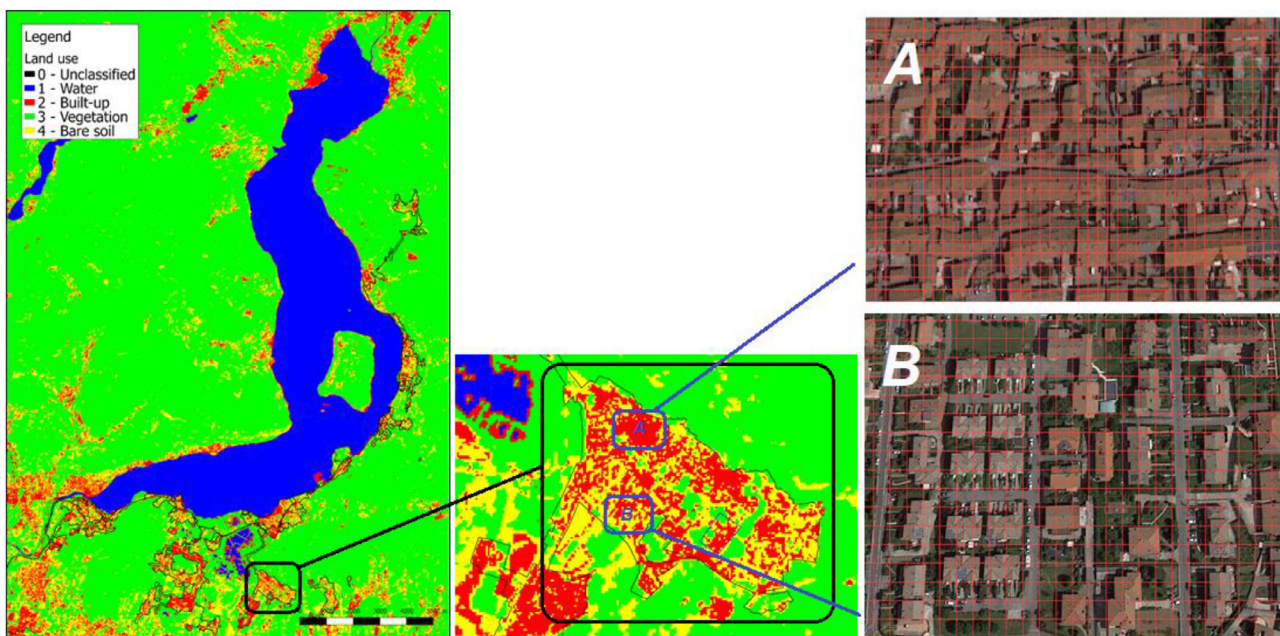 Legend
Land use
0 - Unclassified
1 - Water
2 - Built-up
3 - Vegetation
4 - Bare soil
A
B
A
B